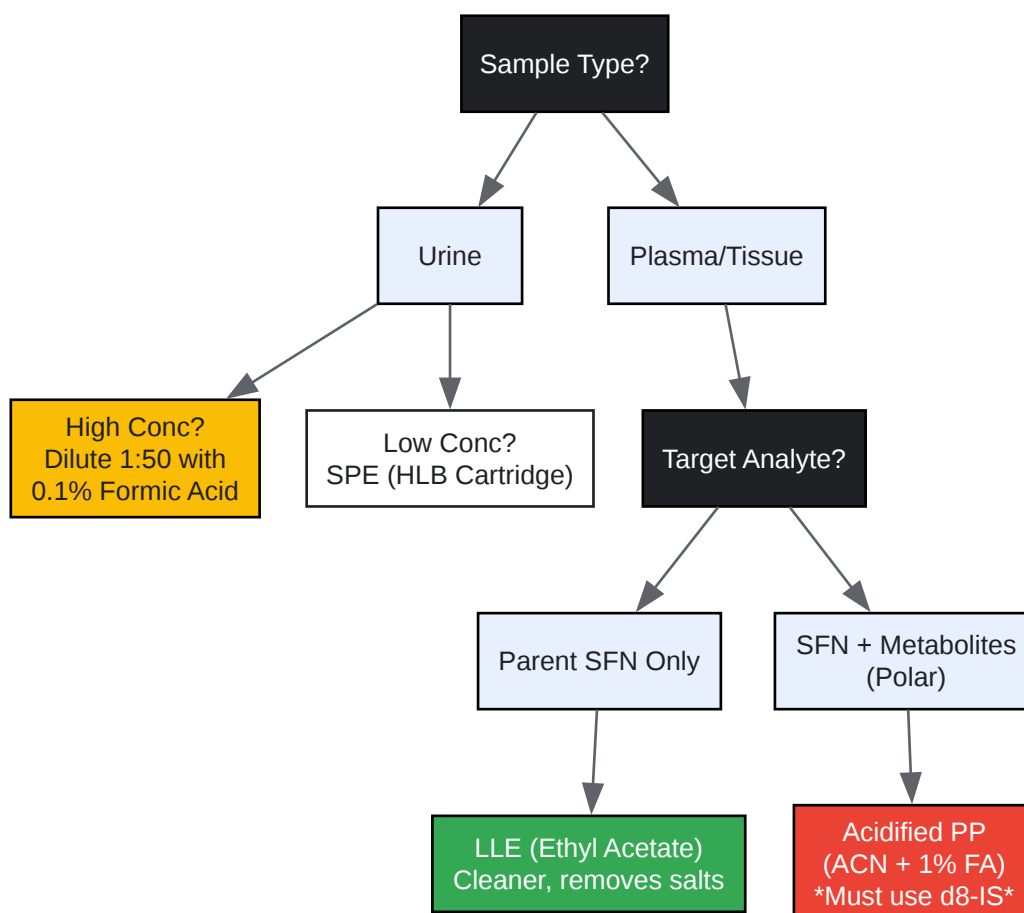 Sample Type?
Urine
Plasma/Tissue
High Conc?
Dilute 1:50 with
0.1% Formic Acid
Low Conc?
SPE (HLB Cartridge)
Target Analyte?
Parent SFN Only
SFN + Metabolites
(Polar)
LLE (Ethyl Acetate)
Cleaner, removes salts
Acidified PP
(ACN + 1% FA)
*Must use d8-IS*